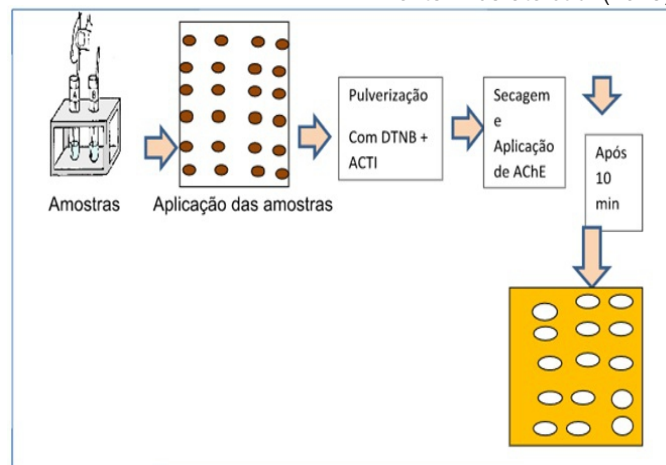 Amostras
Aplicação das amostras
Pulverização
Com DTNB +
ACTI
Secagem
e
Aplicação
de AChE
Após
10
min